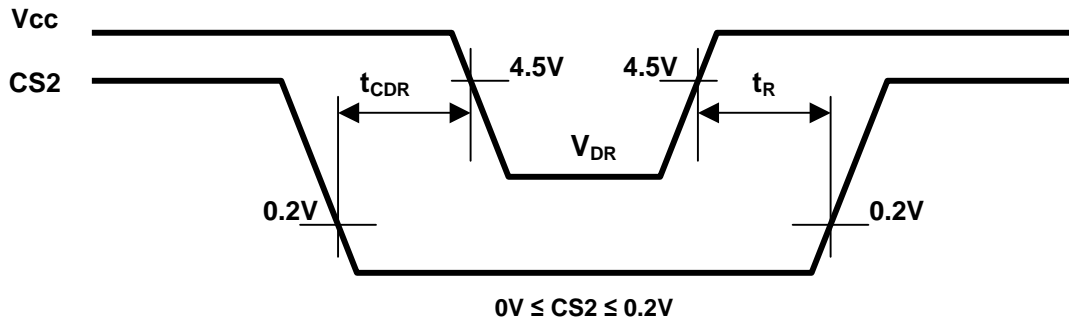 Vcc
CS2
4.5V
4.5V
tCDR
tR
VDR
0.2V
0.2V
0V ≤ CS2 ≤ 0.2V